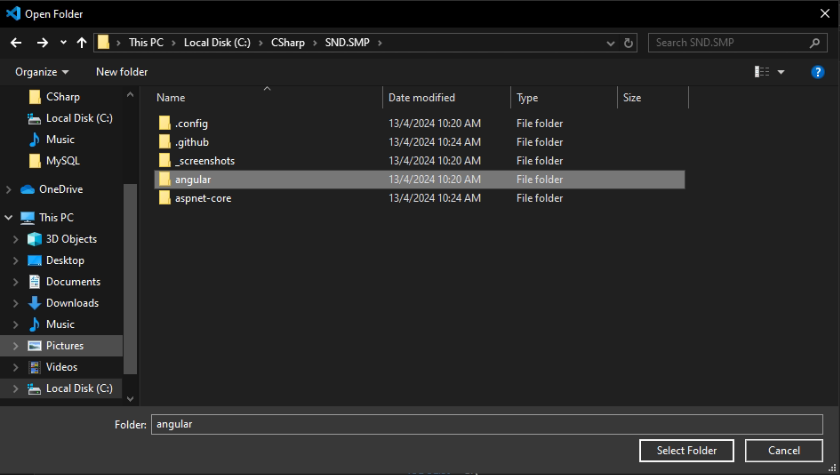 Open Folder
This PC > Local Disk (C:) > CSharp > SND.SMP >
Search SND.SMP
Organize New folder
Name Date modified Type Size
CSharp
Local Disk (C:)
Music
MySQL
OneDrive
This PC
3D Objects
Desktop
Documents
Downloads
Music
Pictures
Videos
Local Disk (C:)
.config 13/4/2024 10:20 AM File folder
.github 13/4/2024 10:24 AM File folder
_screenshots 13/4/2024 10:20 AM File folder
angular 13/4/2024 10:20 AM File folder
aspnet-core 13/4/2024 10:24 AM File folder
Folder: angular
Select Folder Cancel